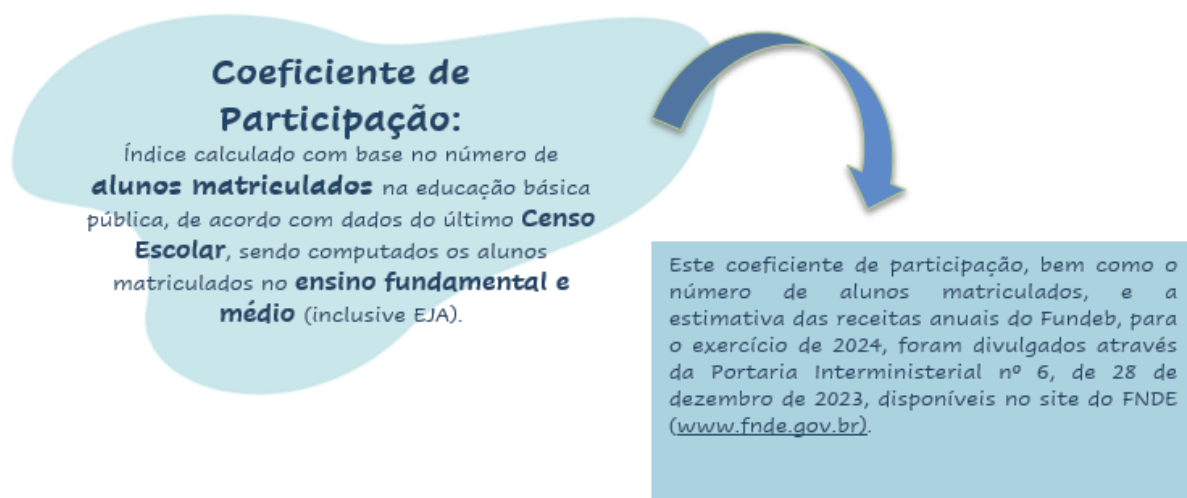 Coeficiente de
Participação:
Índice calculado com base no número de
alunos matriculados na educação básica
pública, de acordo com dados do último Censo
Escolar, sendo computados os alunos
matriculados no ensino fundamental e
médio (inclusive EJA).
Este coeficiente de participação, bem como o
número de alunos matriculados, e a
estimativa das receitas anuais do Fundeb, para
o exercício de 2024, foram divulgados através
da Portaria Interministerial nº 6, de 28 de
dezembro de 2023, disponíveis no site do FNDE
(www.fnde.gov.br).